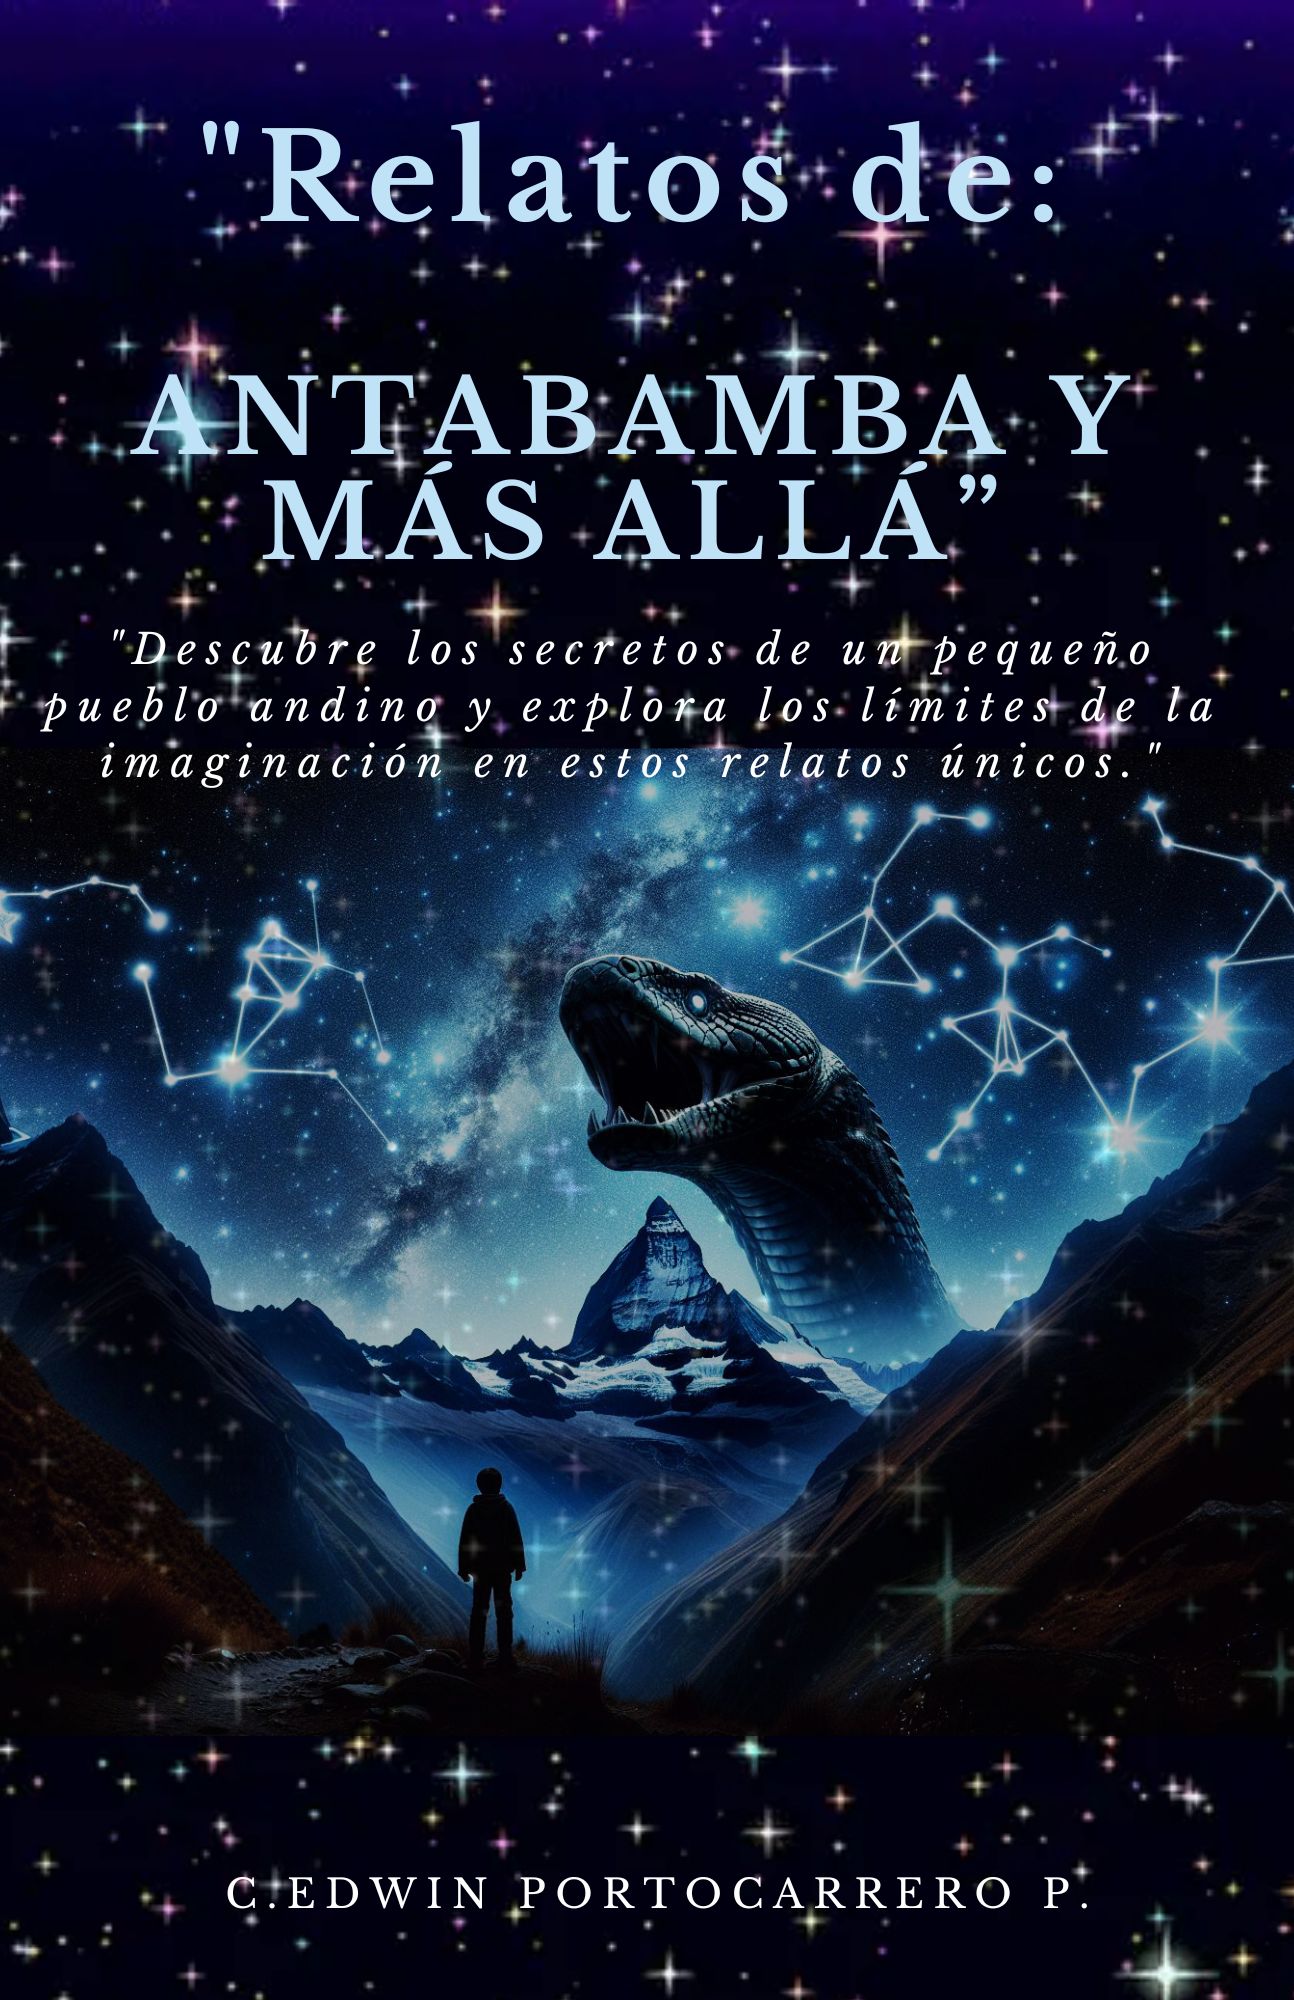 "Relatos de:
ANTABAMBA Y
MÁS ALLÁ”
"Descubre los secretos de un pequeño
pueblo andino y explora los límites de la
imaginación en estos relatos únicos."
C.EDWIN PORTOCARRERO P.